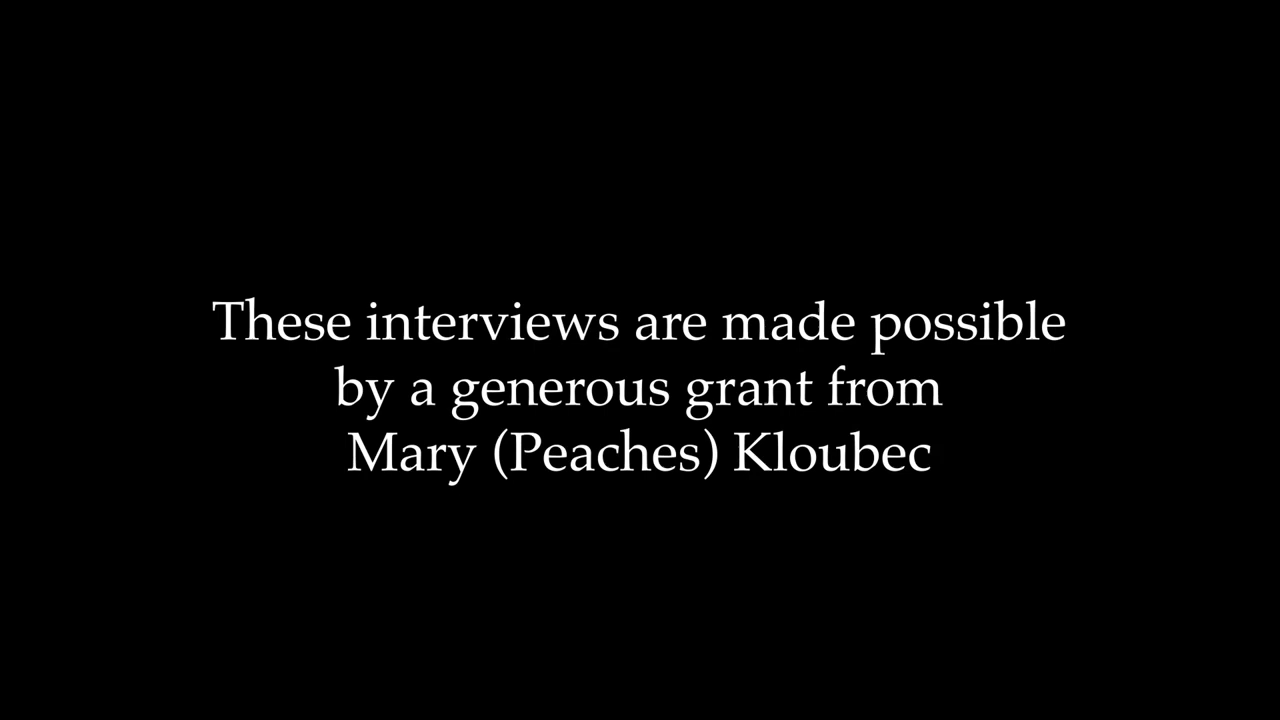 These interviews are made possible
by a generous grant from
Mary (Peaches) Kloubec